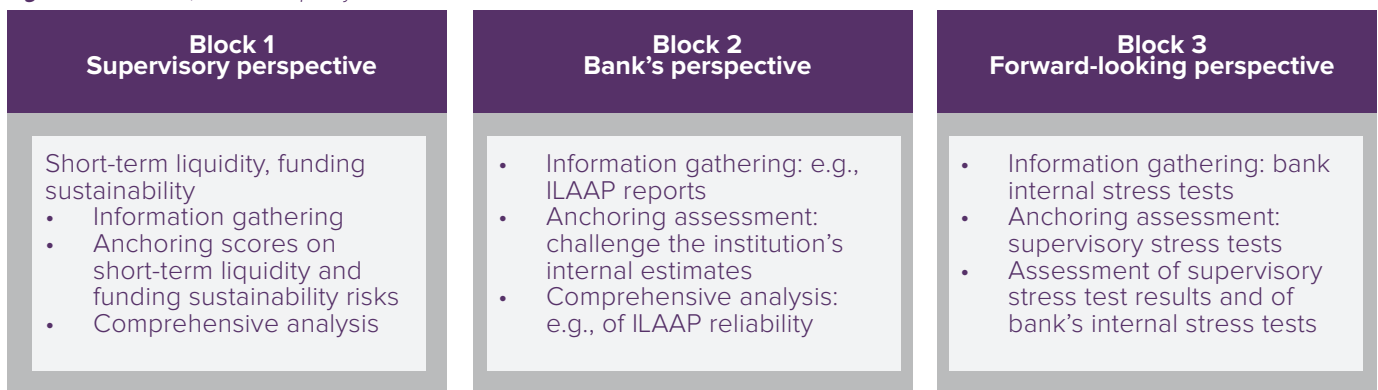 Block 1
Supervisory perspective
Short-term liquidity, funding
sustainability
• Information gathering
• Anchoring scores on
short-term liquidity and
funding sustainability risks
• Comprehensive analysis
Block 2
Bank’s perspective
• Information gathering: e.g.,
ILAAP reports
• Anchoring assessment:
challenge the institution’s
internal estimates
• Comprehensive analysis:
e.g., of ILAAP reliability
Block 3
Forward-looking perspective
• Information gathering: bank
internal stress tests
• Anchoring assessment:
supervisory stress tests
• Assessment of supervisory
stress test results and of
bank’s internal stress tests